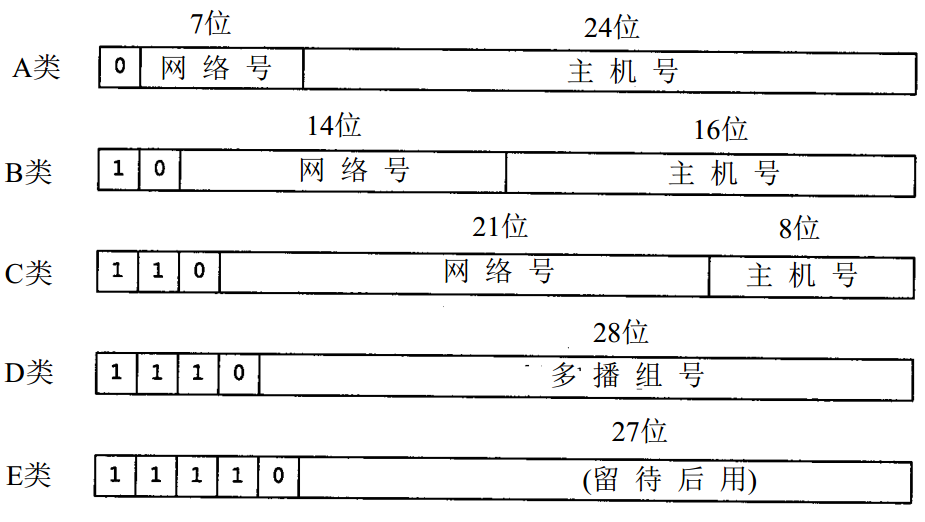 7位 24位
A类 0 网络号 主机号
14位 16位
B类 1 0 网络号 主机号
21位 8位
C类 1 1 0 网络号 主机号
28位
D类 1 1 1 0 多播组号
27位
E类 1 1 1 1 0 (留待后用)